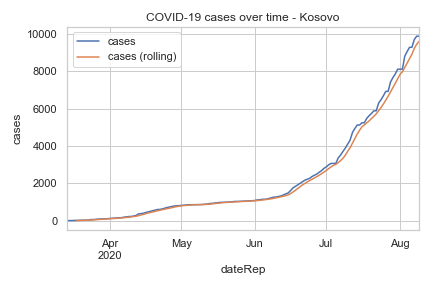 COVID-19 cases over time - Kosovo
cases
cases (rolling)
10000
8000
6000
4000
2000
0
cases
Apr
2020
May
Jun
Jul
Aug
dateRep